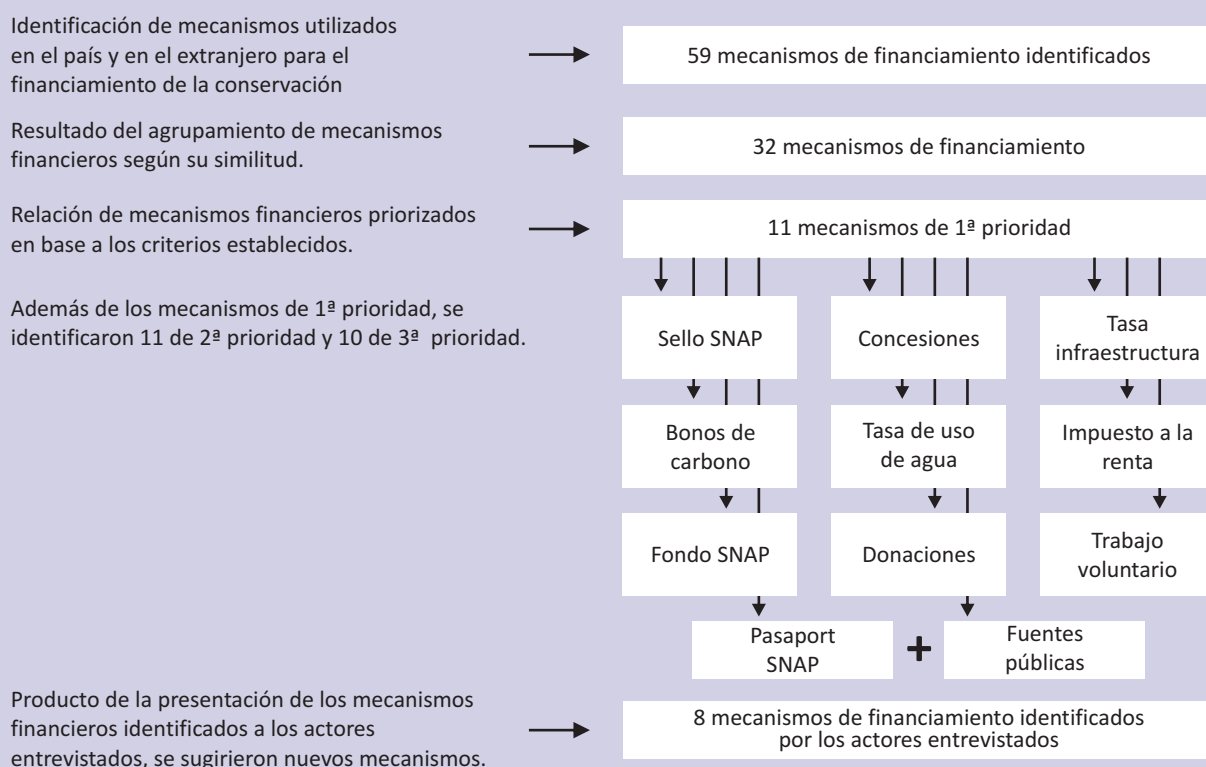 Identificación de mecanismos utilizados
en el país y en el extranjero para el
financiamiento de la conservación
59 mecanismos de financiamiento identificados
Resultado del agrupamiento de mecanismos
financieros según su similitud.
32 mecanismos de financiamiento
Relación de mecanismos financieros priorizados
en base a los criterios establecidos.
11 mecanismos de 1ª prioridad
Además de los mecanismos de 1ª prioridad, se
identificaron 11 de 2ª prioridad y 10 de 3ª prioridad.
Sello SNAP
Concesiones
Tasa
infraestructura
Bonos de
carbono
Tasa de uso
de agua
Impuesto a la
renta
Fondo SNAP
Donaciones
Trabajo
voluntario
Pasaport
SNAP
+
Fuentes
públicas
Producto de la presentación de los mecanismos
financieros identificados a los actores
entrevistados, se sugirieron nuevos mecanismos.
8 mecanismos de financiamiento identificados
por los actores entrevistados